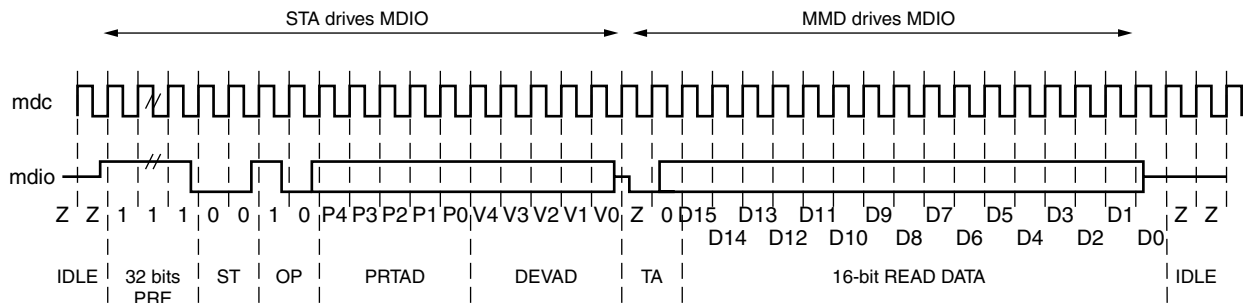 STA drives MDIO MMD drives MDIO
mdc
mdio
Z Z 1 1 1 0 0 1 0 P4 P3 P2 P1 P0 V4 V3 V2 V1 V0 Z 0 D15 D13 D11 D9 D7 D5 D3 D1 Z Z
D14 D12 D10 D8 D6 D4 D2 D0
IDLE 32 bits ST OP PRTAD DEVAD TA 16-bit READ DATA IDLE
PRE